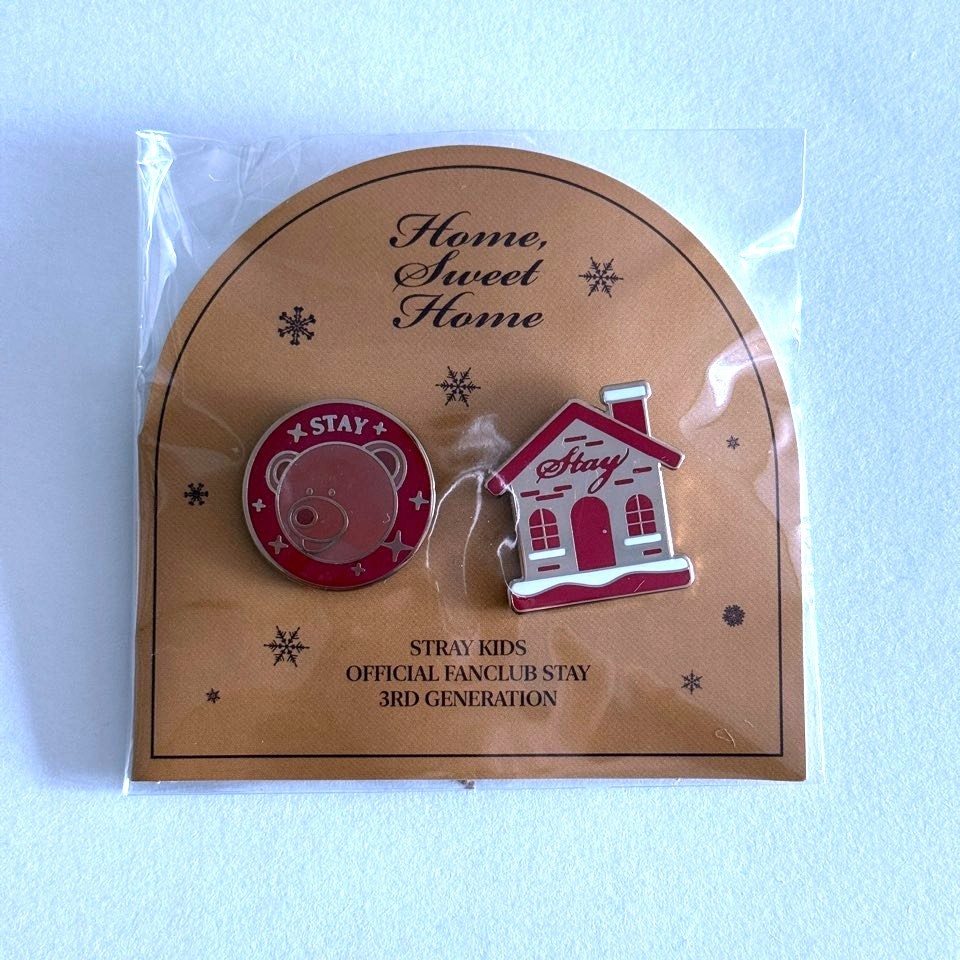 Home,
Sweet
Home
STAY
Stay
STRAY KIDS
OFFICIAL FANCLUB STAY
3RD GENERATION